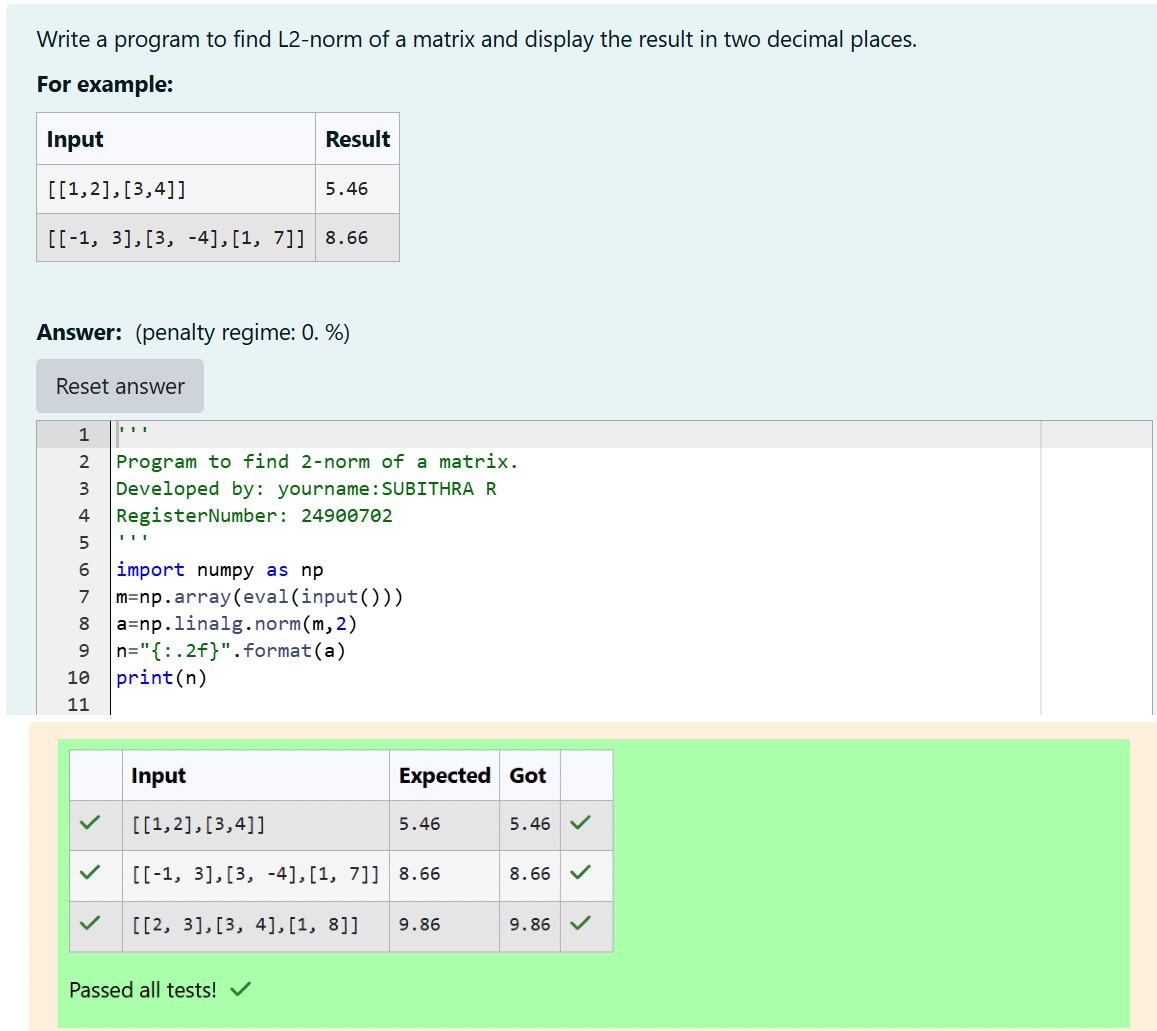 Write a program to find L2-norm of a matrix and display the result in two decimal places.
For example:
Input Result
[[1,2],[3,4]] 5.46
[[-1, 3],[3, -4],[1, 7]] 8.66
Answer: (penalty regime: 0. %)
Reset answer
1 '''
2 Program to find 2-norm of a matrix.
3 Developed by: yourname:SUBITHRA R
4 RegisterNumber: 24900702
5 '''
6 import numpy as np
7 m=np.array(eval(input()))
8 a=np.linalg.norm(m,2)
9 n="{:.2f}".format(a)
10 print(n)
11
Input Expected Got
[[1,2],[3,4]] 5.46 5.46
[[-1, 3],[3, -4],[1, 7]] 8.66 8.66
[[2, 3],[3, 4],[1, 8]] 9.86 9.86
Passed all tests!